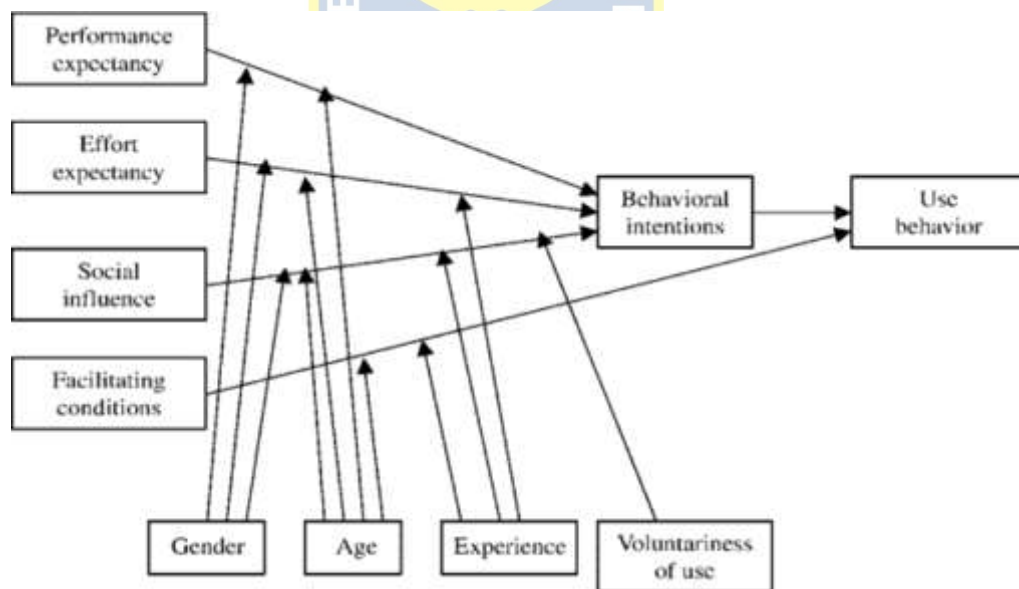 Performance
expectancy
Effort
expectancy
Social
influence
Facilitating
conditions
Behavioral
intentions
Use
behavior
Gender
Age
Experience
Voluntariness
of use